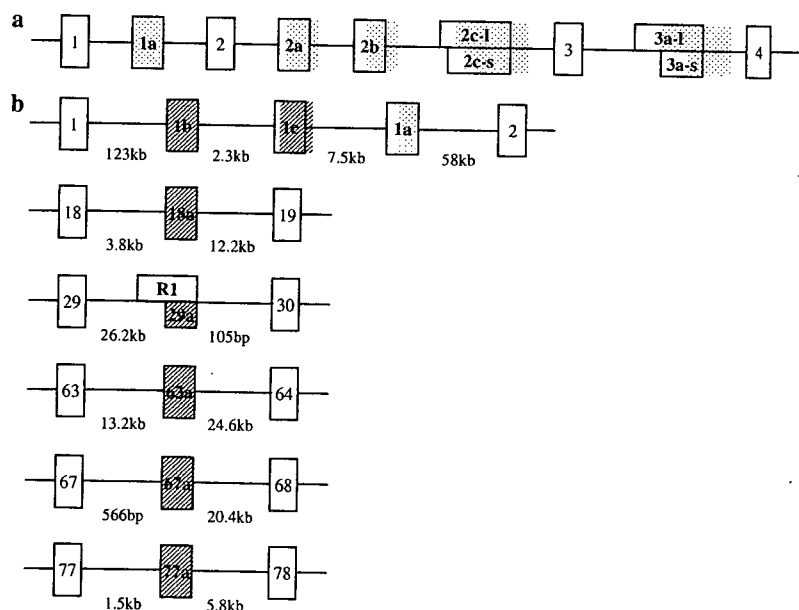 a
1 1a 2 2a 2b 2c-l 3 3a-l 4
2c-s 3a-s
b
1 1b 1c 1a 2
123kb 2.3kb 7.5kb 58kb
18 18a 19
3.8kb 12.2kb
R1
29 29a 30
26.2kb 105bp
63 63a 64
13.2kb 24.6kb
67 67a 68
566bp 20.4kb
77 77a 78
1.5kb 5.8kb